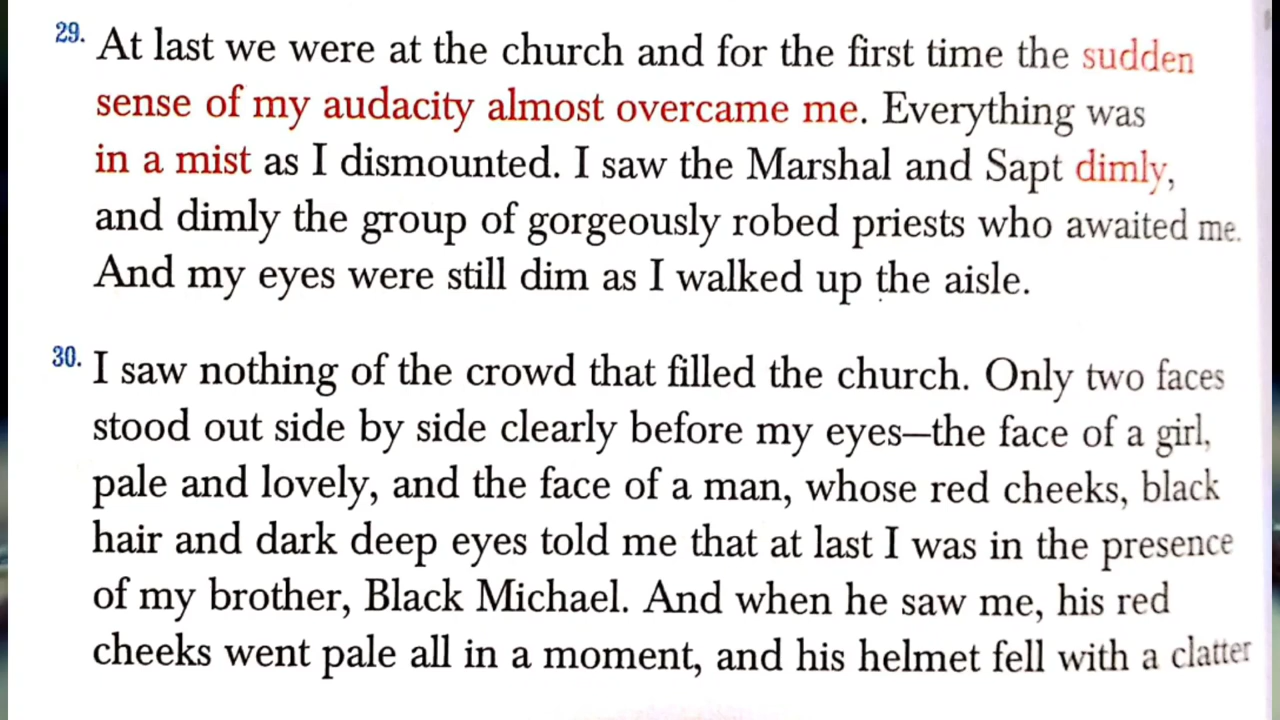 29. At last we were at the church and for the first time the sudden
sense of my audacity almost overcame me. Everything was
in a mist as I dismounted. I saw the Marshal and Sapt dimly,
and dimly the group of gorgeously robed priests who awaited me.
And my eyes were still dim as I walked up the aisle.
30. I saw nothing of the crowd that filled the church. Only two faces
stood out side by side clearly before my eyes—the face of a girl,
pale and lovely, and the face of a man, whose red cheeks, black
hair and dark deep eyes told me that at last I was in the presence
of my brother, Black Michael. And when he saw me, his red
cheeks went pale all in a moment, and his helmet fell with a clatter